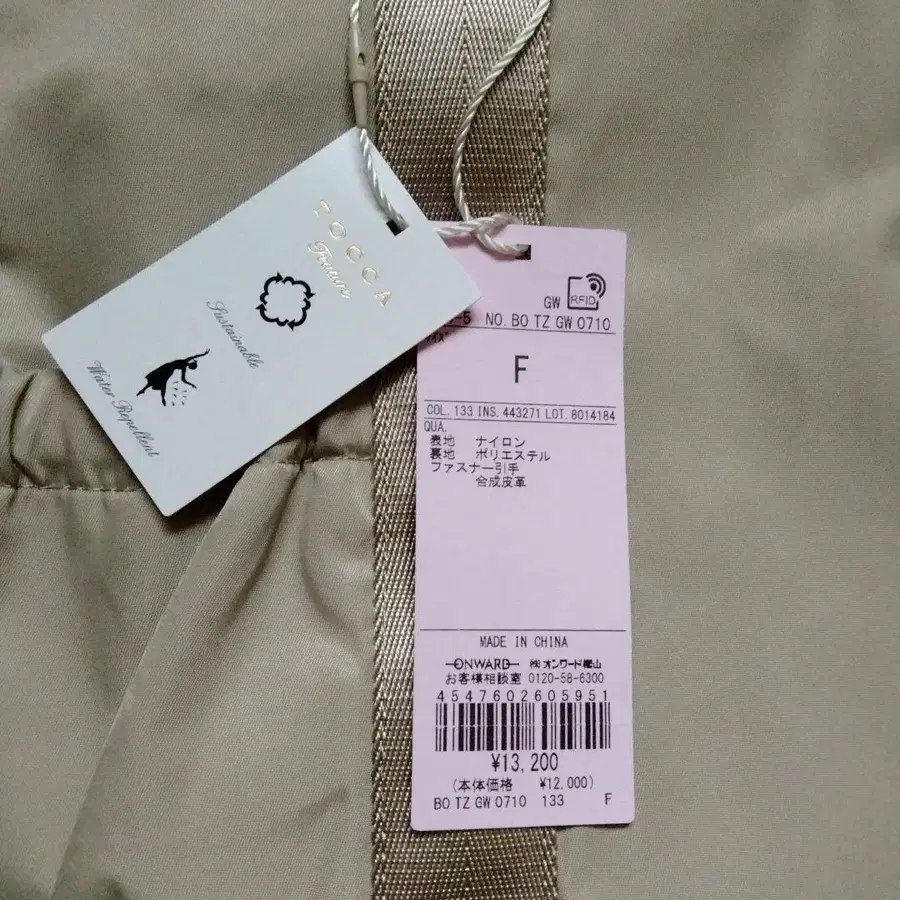 TOCCA
Features
Sustainable
Water Repellent
GW RFID
-5 NO. BO TZ GW 0710
F
COL. 133 INS. 443271 LOT. 8014184
QUA.
表地 ナイロン
裏地 ポリエステル
ファスナー引手
合成皮革
MADE IN CHINA
ONWARD ㈱オンワード樫山
お客様相談室 0120-58-6300
4547602605951
¥13,200
(本体価格 ¥12,000)
BO TZ GW 0710 133 F